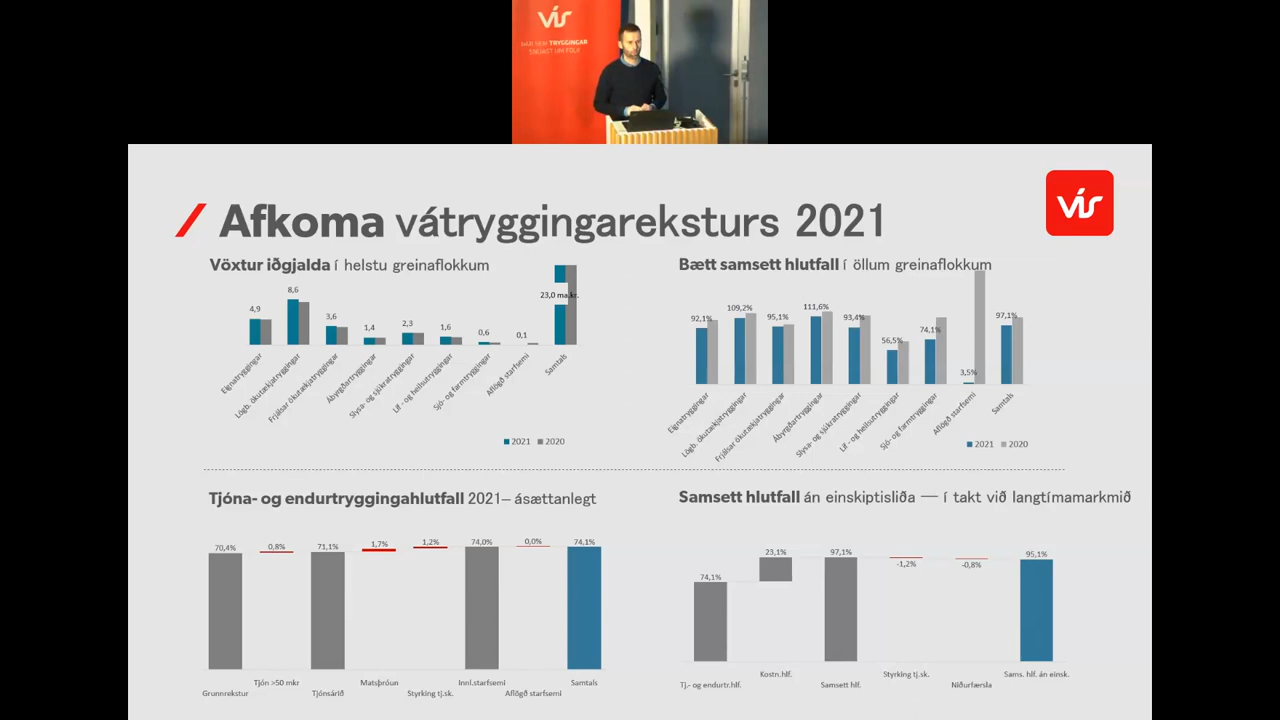 vís
ÞAR SEM TRYGGINGAR
SNÚAST UM FÓLK
Afkoma vátryggingareksturs 2021
vís
Vöxtur iðgjalda í helstu greinaflokkum
4,9
8,6
3,6
1,4
2,3
1,6
0,6
0,1
23,0 ma.kr.
Eignatryggingar
Lögb. ökutækjatryggingar
Frjálsar ökutækjatryggingar
Ábyrgðartryggingar
Slysa- og sjúkratryggingar
Líf - og heilsutryggingar
Sjó- og farmtryggingar
Aflögð starfsemi
Samtals
2021 2020
Bætt samsett hlutfall í öllum greinaflokkum
92,1%
109,2%
95,1%
111,6%
93,4%
56,5%
74,1%
3,5%
97,1%
Eignatryggingar
Lögb. ökutækjatryggingar
Frjálsar ökutækjatryggingar
Ábyrgðartryggingar
Slysa- og sjúkratryggingar
Líf - og heilsutryggingar
Sjó- og farmtryggingar
Aflögð starfsemi
Samtals
2021 2020
Tjóna- og endurtryggingahlutfall 2021– ásættanlegt
70,4% 0,8% 71,1% 1,7% 1,2% 74,0% 0,0% 74,1%
Grunnrekstur
Tjón >50 mkr
Tjónsárið
Matsþróun
Styrking tj.sk.
Innl.starfsemi
Aflögð starfsemi
Samtals
Samsett hlutfall án einskiptisliða — í takt við langtímamarkmið
74,1% 23,1% 97,1% -1,2% -0,8% 95,1%
Tj.- og endurtr.hlf.
Kostn.hlf.
Samsett hlf.
Styrking tj.sk.
Niðurfærsla
Sams. hlf. án einsk.